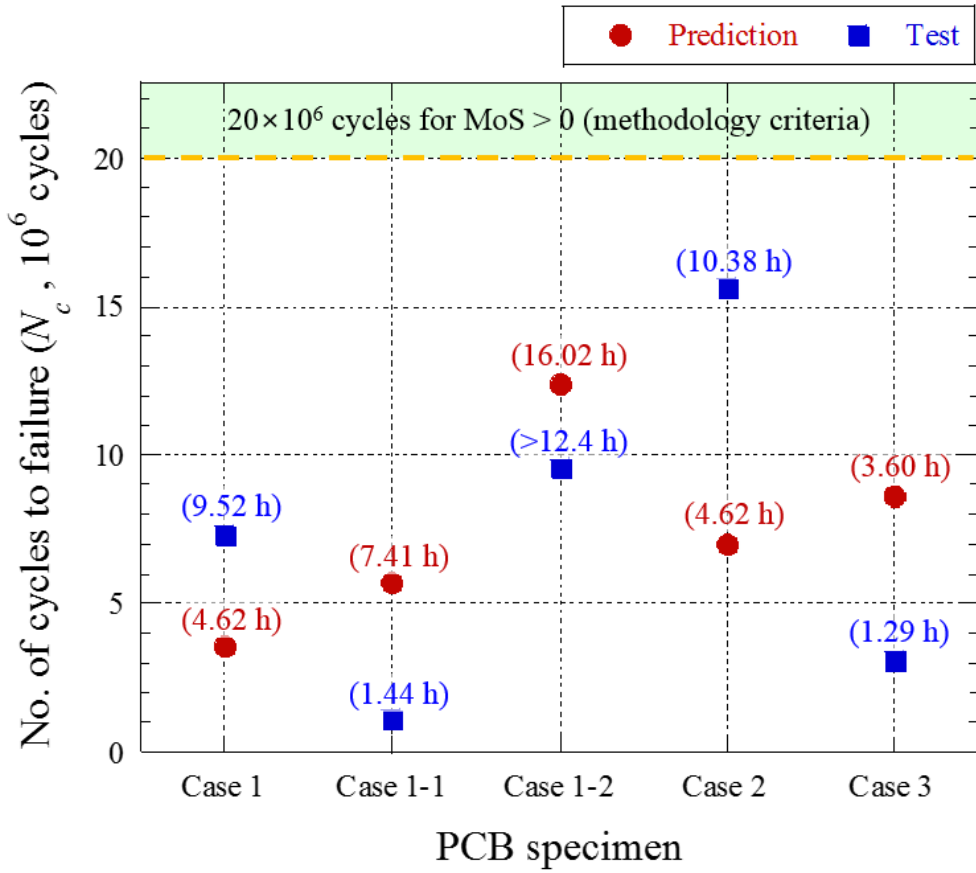 Prediction Test
20×10⁶ cycles for MoS > 0 (methodology criteria)
No. of cycles to failure (N_c , 10⁶ cycles)
20
15
10
5
0
(10.38 h)
(16.02 h)
(>12.4 h)
(3.60 h)
(9.52 h)
(4.62 h)
(7.41 h)
(4.62 h)
(1.29 h)
(1.44 h)
Case 1 Case 1-1 Case 1-2 Case 2 Case 3
PCB specimen